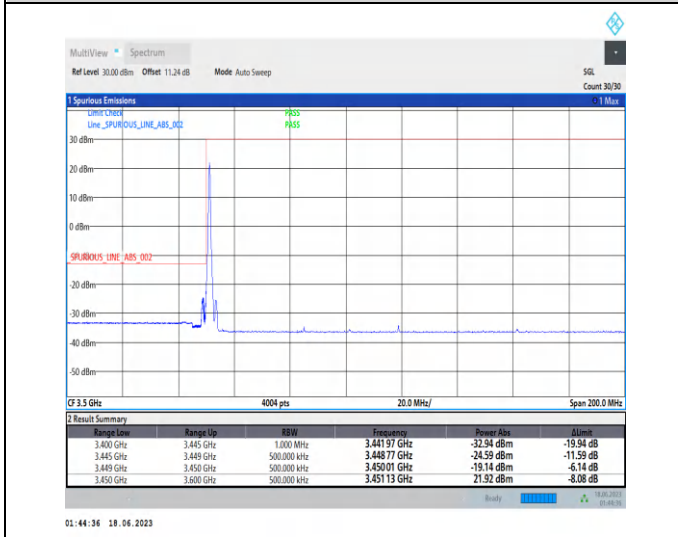 MultiView Spectrum
Ref Level 30.00 dBm Offset 11.24 dB Mode Auto Sweep SGL
Count 30/30
1 Spurious Emissions 1 Max
Limit Check PASS
Line _SPURIOUS_LINE_ABS_002 PASS
30 dBm
20 dBm
10 dBm
0 dBm
SPURIOUS_LINE_ABS_002
-20 dBm
-30 dBm
-40 dBm
-50 dBm
CF 3.5 GHz 4004 pts 20.0 MHz/ Span 200.0 MHz
2 Result Summary
Range Low Range Up RBW Frequency Power Abs ΔLimit
3.400 GHz 3.445 GHz 1.000 MHz 3.441 97 GHz -32.94 dBm -19.94 dB
3.445 GHz 3.449 GHz 500.000 kHz 3.448 77 GHz -24.59 dBm -11.59 dB
3.449 GHz 3.450 GHz 500.000 kHz 3.450 01 GHz -19.14 dBm -6.14 dB
3.450 GHz 3.600 GHz 500.000 kHz 3.451 13 GHz 21.92 dBm -8.08 dB
Ready 18.06.2023
01:44:36
01:44:36 18.06.2023